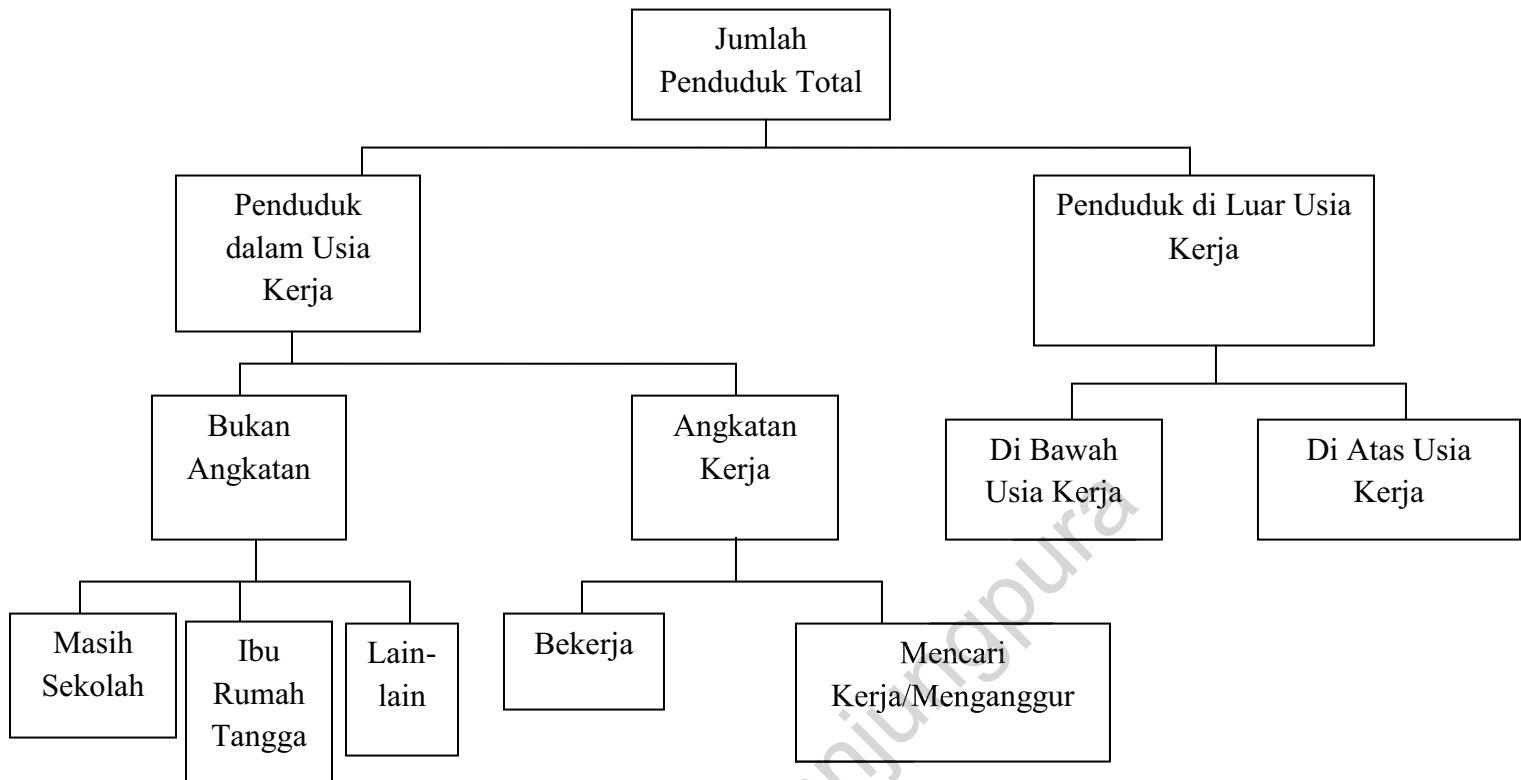 Jumlah
Penduduk Total
Penduduk
dalam Usia
Kerja
Penduduk di Luar Usia
Kerja
Bukan
Angkatan
Angkatan
Kerja
Di Bawah
Usia Kerja
Di Atas Usia
Kerja
Masih
Sekolah
Ibu
Rumah
Tangga
Lain-
lain
Bekerja
Mencari
Kerja/Menganggur